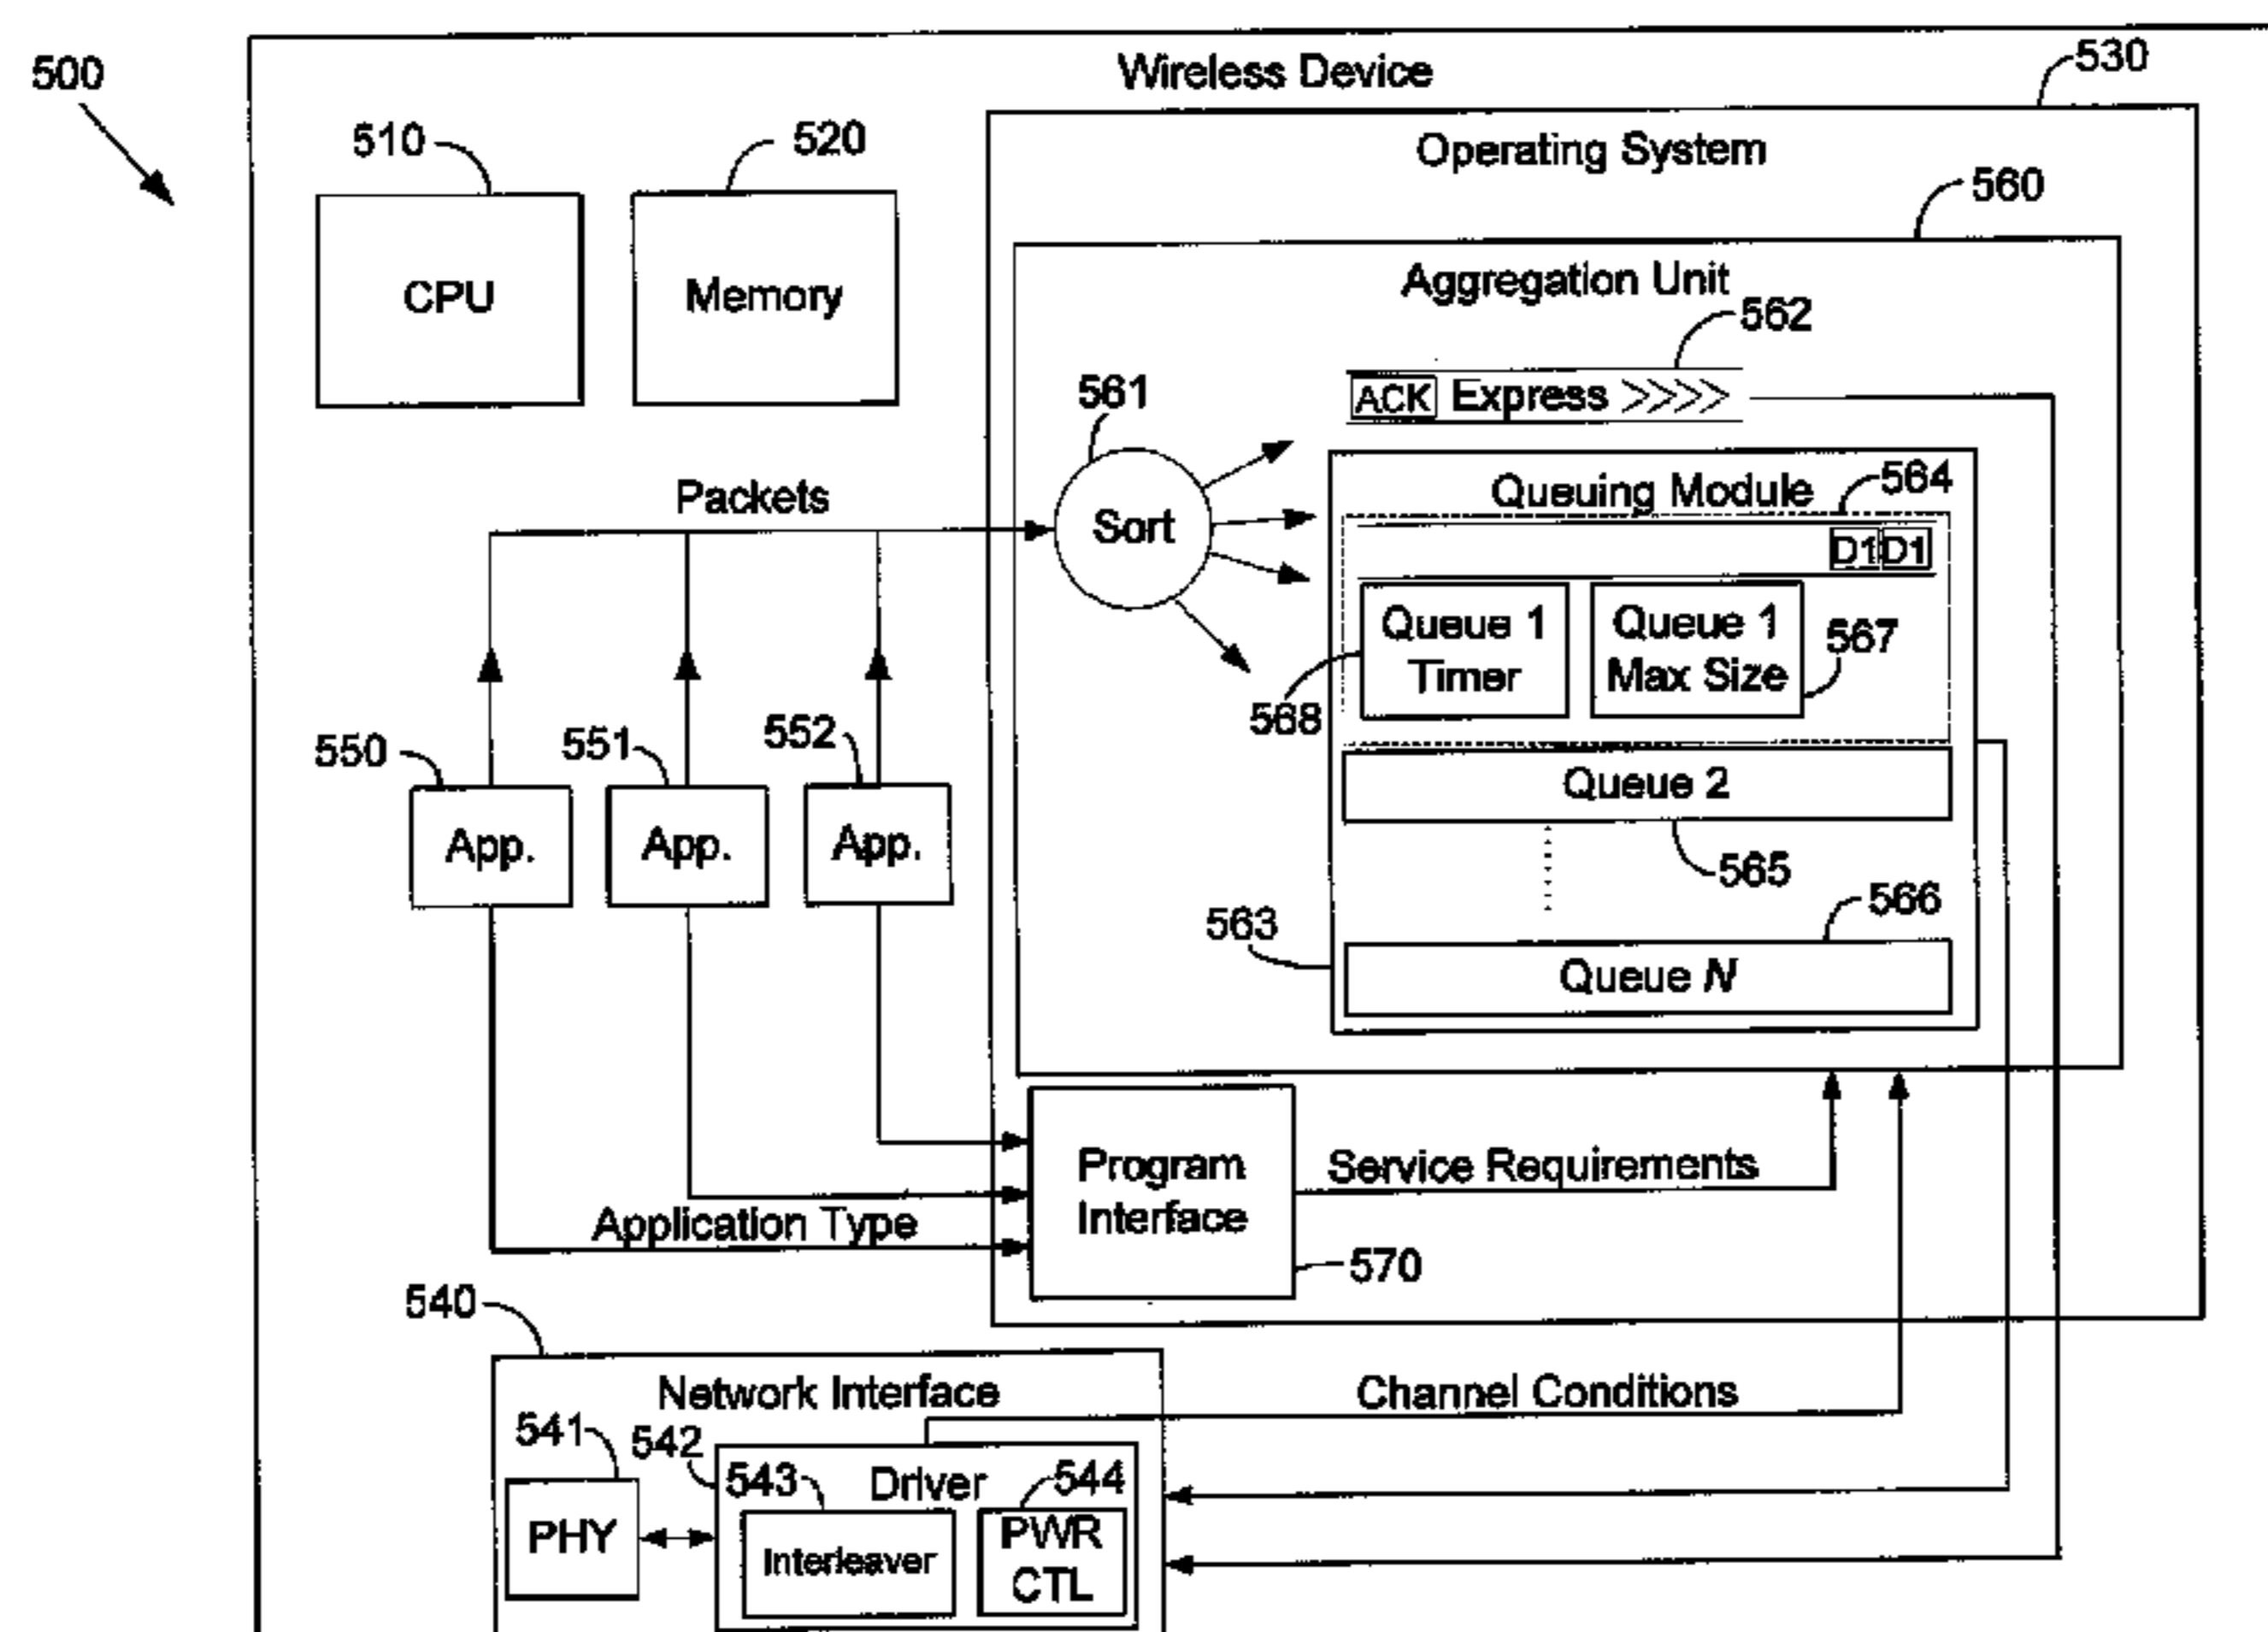 500
Wireless Device
530
510
520
Operating System
560
CPU
Memory
Aggregation Unit
562
561
ACK Express
Packets
Sort
Queuing Module
564
D1 D1
Queue 1
Timer
Queue 1
Max Size
567
568
550
551
552
Queue 2
App.
App.
App.
565
566
563
Queue N
Program
Interface
Service Requirements
Application Type
570
540
Network Interface
Channel Conditions
541
542
543
Driver
544
PHY
Interleaver
PWR
CTL